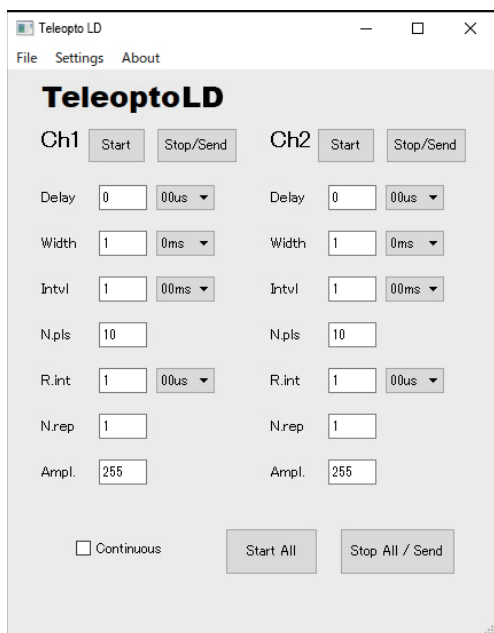 Teleopto LD
File Settings About
TeleoptoLD
Ch1 Start Stop/Send Ch2 Start Stop/Send
Delay 0 00us Delay 0 00us
Width 1 0ms Width 1 0ms
Intvl 1 00ms Intvl 1 00ms
N.pls 10 N.pls 10
R.int 1 00us R.int 1 00us
N.rep 1 N.rep 1
Ampl. 255 Ampl. 255
Continuous Start All Stop All / Send